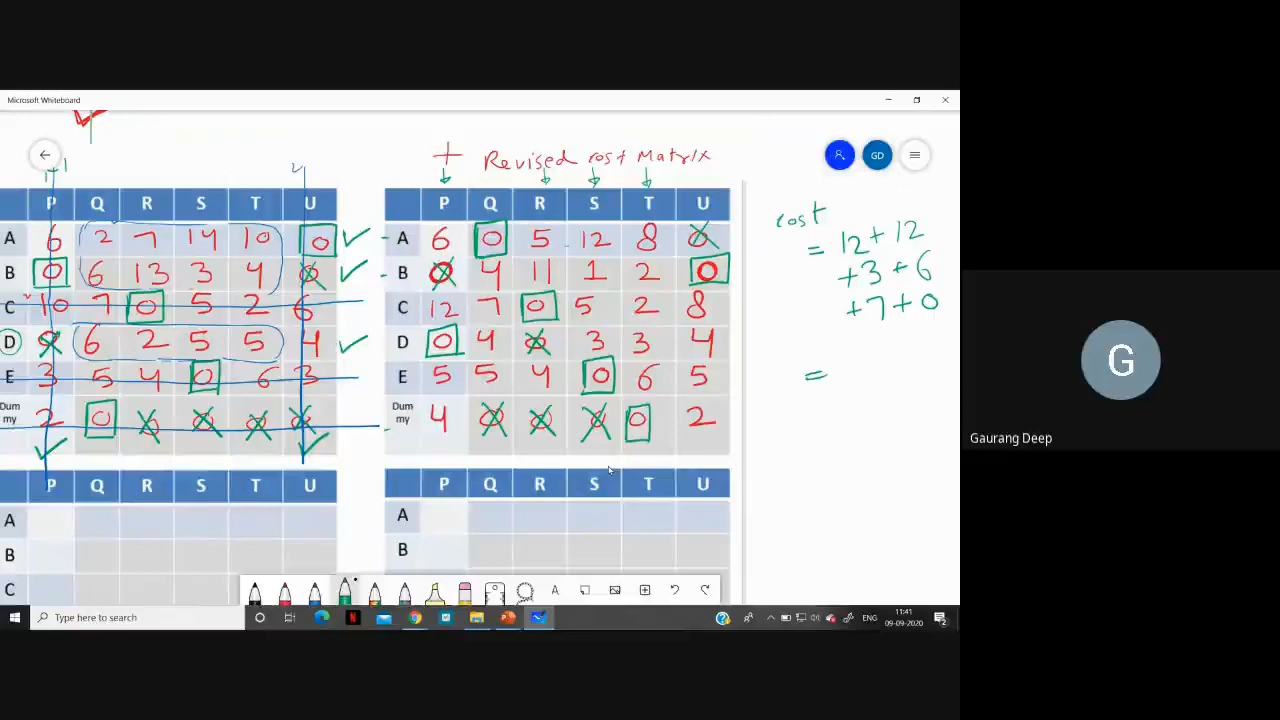 Microsoft Whiteboard
Revised cost Matrix
GD
P Q R S T U
A 6 2 7 14 10 0
B 0 6 13 3 4 0
C 10 7 0 5 2 6
D 0 6 2 5 5 4
E 3 5 4 0 6 3
Dum
my 2 0 0 0 0 0
P Q R S T U
A 6 0 5 12 8 0
B 0 4 11 1 2 0
C 12 7 0 5 2 8
D 0 4 0 3 3 4
E 5 5 4 0 6 5
Dum
my 4 0 0 0 0 2
cost
= 12 + 12
+ 3 + 6
+ 7 + 0
=
P Q R S T U
A
B
C
P Q R S T U
A
B
G
Gaurang Deep
A
Type here to search
ENG
11:41
09-09-2020
2